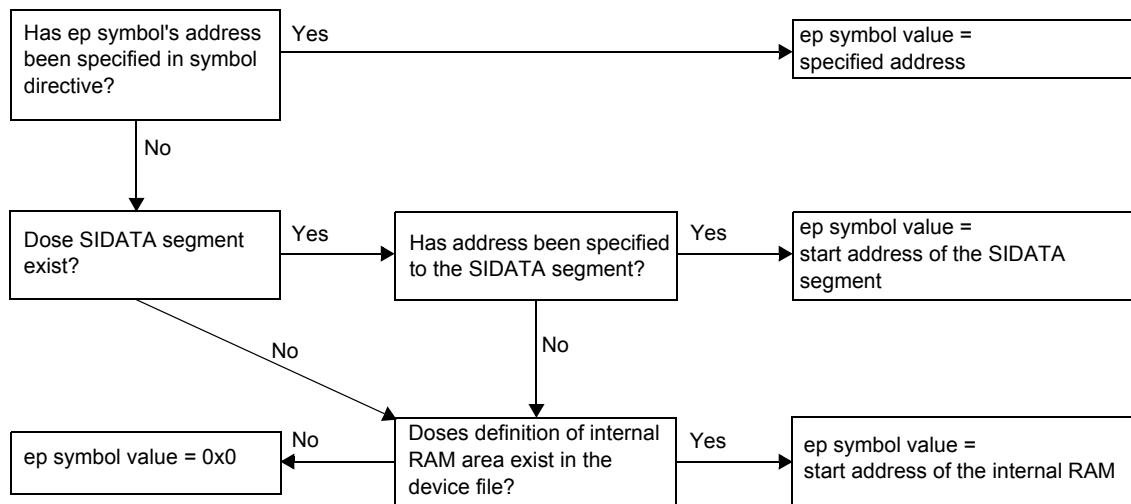 Has ep symbol's address
been specified in symbol
directive?
Yes
ep symbol value =
specified address
No
Dose SIDATA segment
exist?
Yes
Has address been specified
to the SIDATA segment?
Yes
ep symbol value =
start address of the SIDATA
segment
No
No
ep symbol value = 0x0
No
Doses definition of internal
RAM area exist in the
device file?
Yes
ep symbol value =
start address of the internal RAM